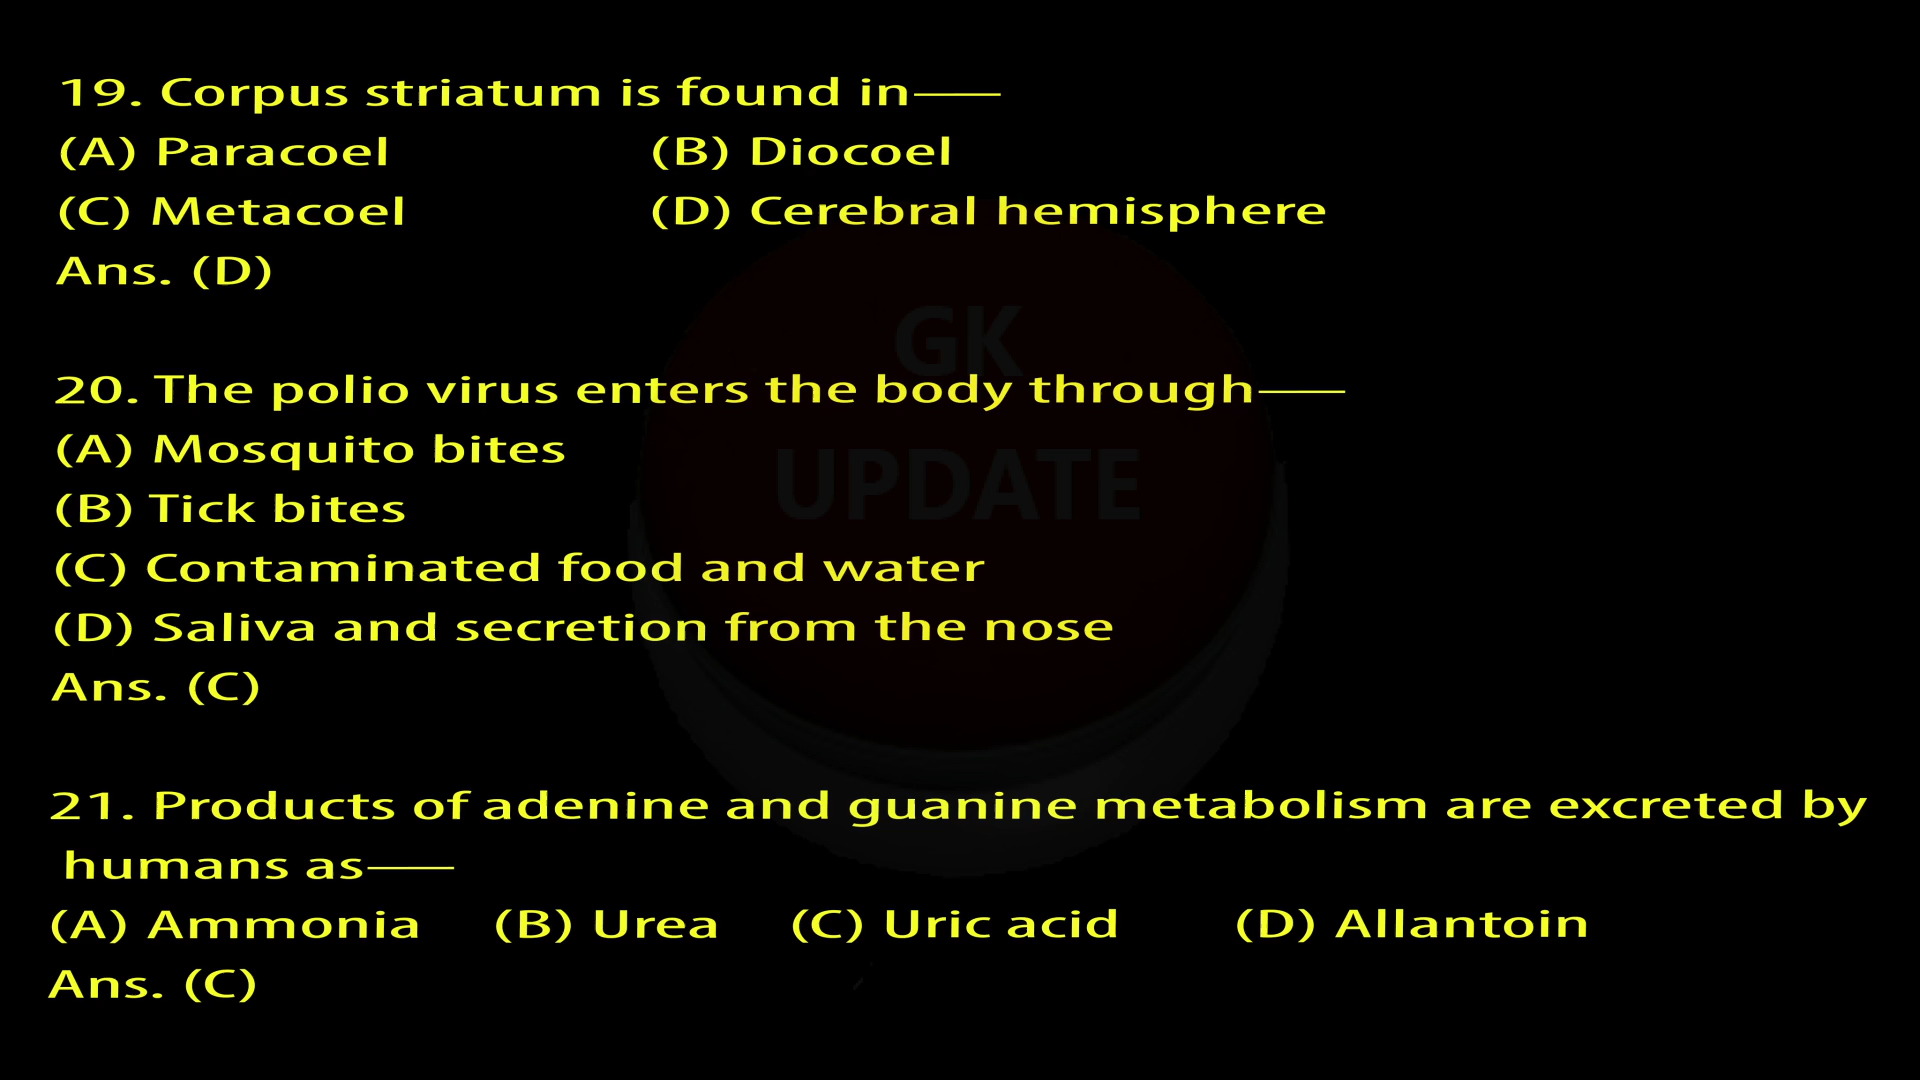 19. Corpus striatum is found in——
(A) Paracoel (B) Diocoel
(C) Metacoel (D) Cerebral hemisphere
Ans. (D)
20. The polio virus enters the body through——
(A) Mosquito bites
(B) Tick bites
(C) Contaminated food and water
(D) Saliva and secretion from the nose
Ans. (C)
21. Products of adenine and guanine metabolism are excreted by
humans as——
(A) Ammonia (B) Urea (C) Uric acid (D) Allantoin
Ans. (C)
GK
UPDATE